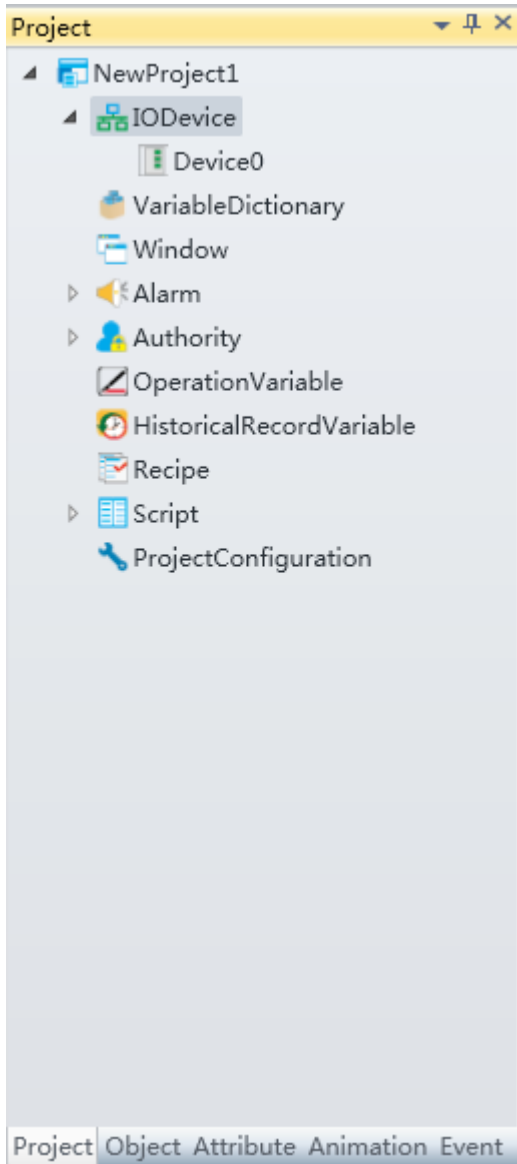 Project
NewProject1
IODevice
Device0
VariableDictionary
Window
Alarm
Authority
OperationVariable
HistoricalRecordVariable
Recipe
Script
ProjectConfiguration
Project Object Attribute Animation Event